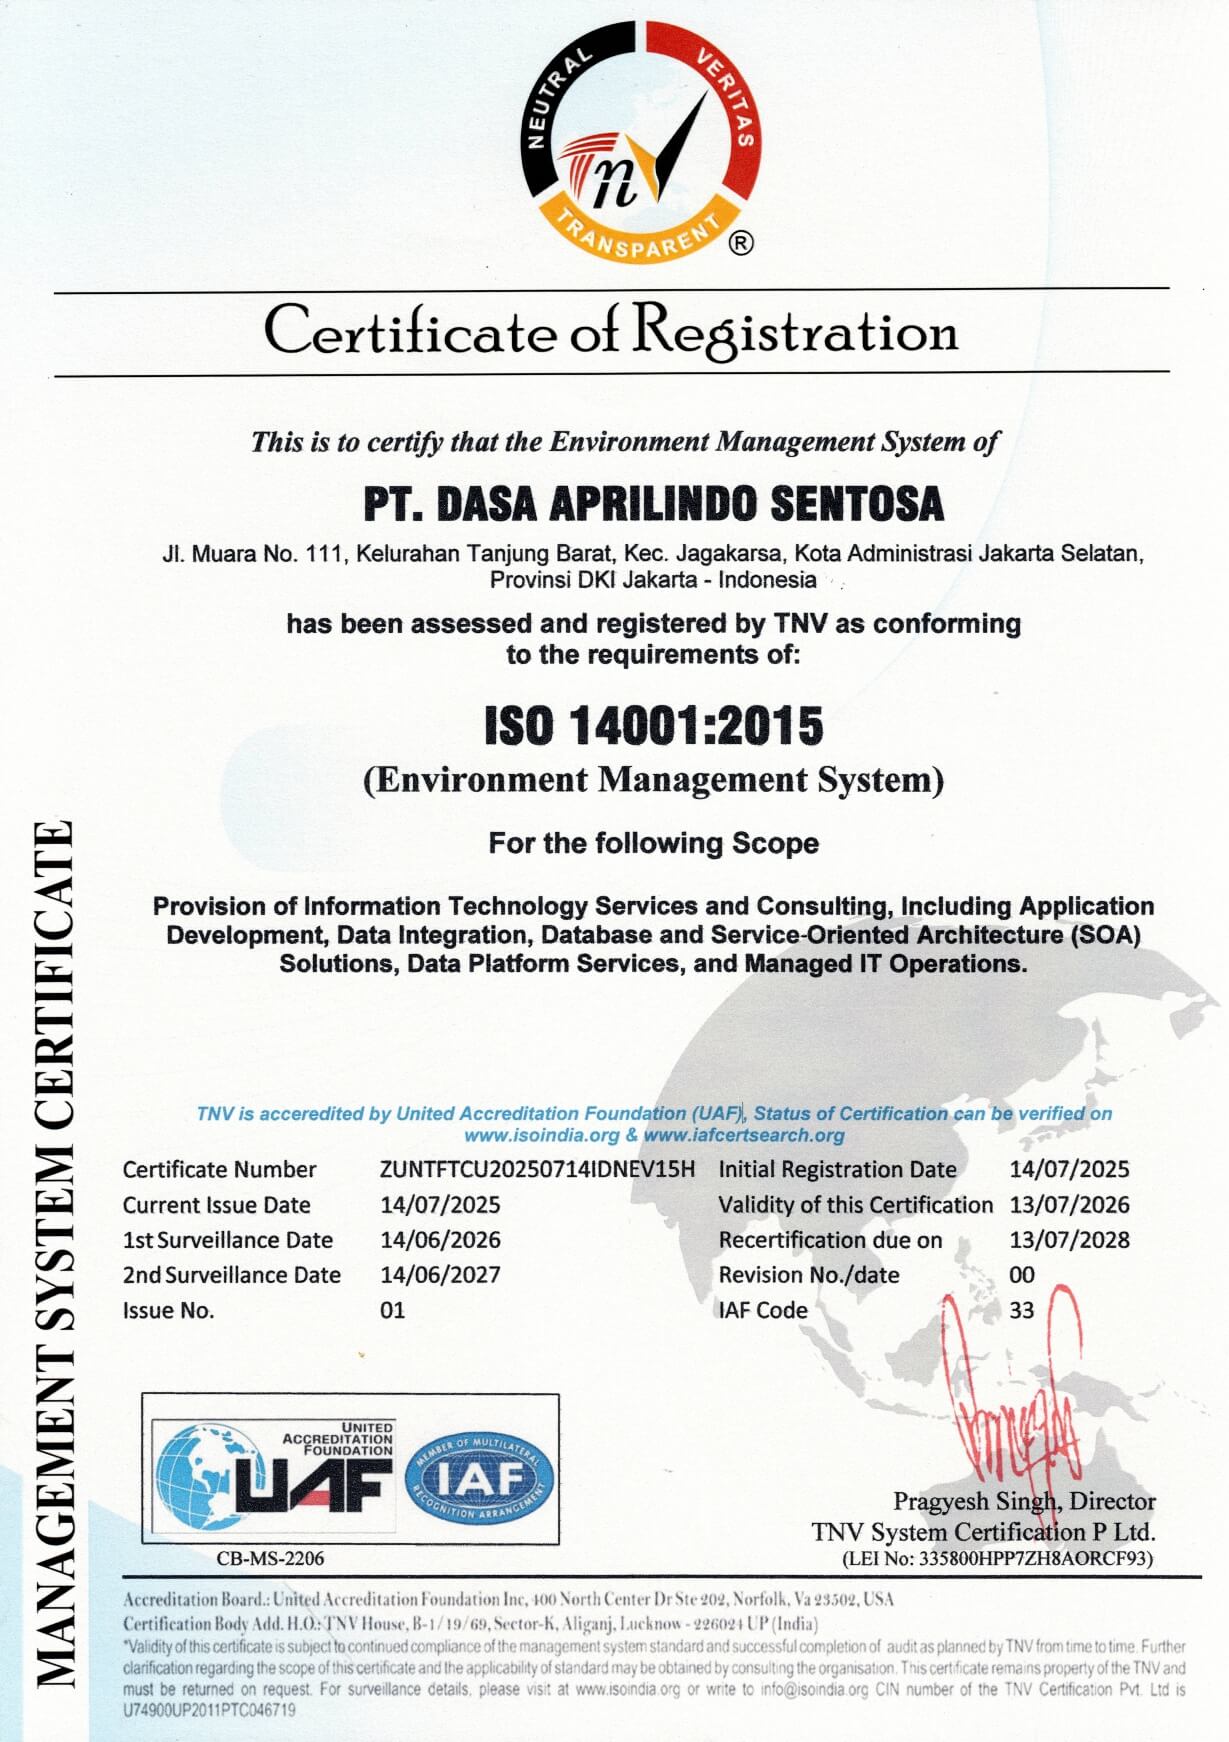 NEUTRAL VERITAS
TnV
TRANSPARENT
®
Certificate of Registration
This is to certify that the Environment Management System of
PT. DASA APRILINDO SENTOSA
Jl. Muara No. 111, Kelurahan Tanjung Barat, Kec. Jagakarsa, Kota Administrasi Jakarta Selatan,
Provinsi DKI Jakarta - Indonesia
has been assessed and registered by TNV as conforming
to the requirements of:
ISO 14001:2015
(Environment Management System)
For the following Scope
Provision of Information Technology Services and Consulting, Including Application
Development, Data Integration, Database and Service-Oriented Architecture (SOA)
Solutions, Data Platform Services, and Managed IT Operations.
MANAGEMENT SYSTEM CERTIFICATE
TNV is acceredited by United Accreditation Foundation (UAF), Status of Certification can be verified on
www.isoindia.org & www.iafcertsearch.org
Certificate Number ZUNTFTCU20250714IDNEV15H Initial Registration Date 14/07/2025
Current Issue Date 14/07/2025 Validity of this Certification 13/07/2026
1st Surveillance Date 14/06/2026 Recertification due on 13/07/2028
2nd Surveillance Date 14/06/2027 Revision No./date 00
Issue No. 01 IAF Code 33
UNITED
ACCREDITATION
FOUNDATION
UAF
MEMBER OF MULTILATERAL
IAF
RECOGNITION ARRANGEMENT
CB-MS-2206
Pragyesh Singh, Director
TNV System Certification P Ltd.
(LEI No: 335800HPP7ZH8AORCF93)
Accreditation Board.: United Accreditation Foundation Inc, 400 North Center Dr Ste 202, Norfolk, Va 23502, USA
Certification Body Add. H.O.: TNV House, B-1/19/69, Sector-K, Aliganj, Lucknow - 226024 UP (India)
*Validity of this certificate is subject to continued compliance of the management system standard and successful completion of audit as planned by TNV from time to time. Further
clarification regarding the scope of this certificate and the applicability of standard may be obtained by consulting the organisation. This certificate remains property of the TNV and
must be returned on request. For surveillance details, please visit at www.isoindia.org or write to info@isoindia.org CIN number of the TNV Certification Pvt. Ltd is
U74900UP2011PTC046719